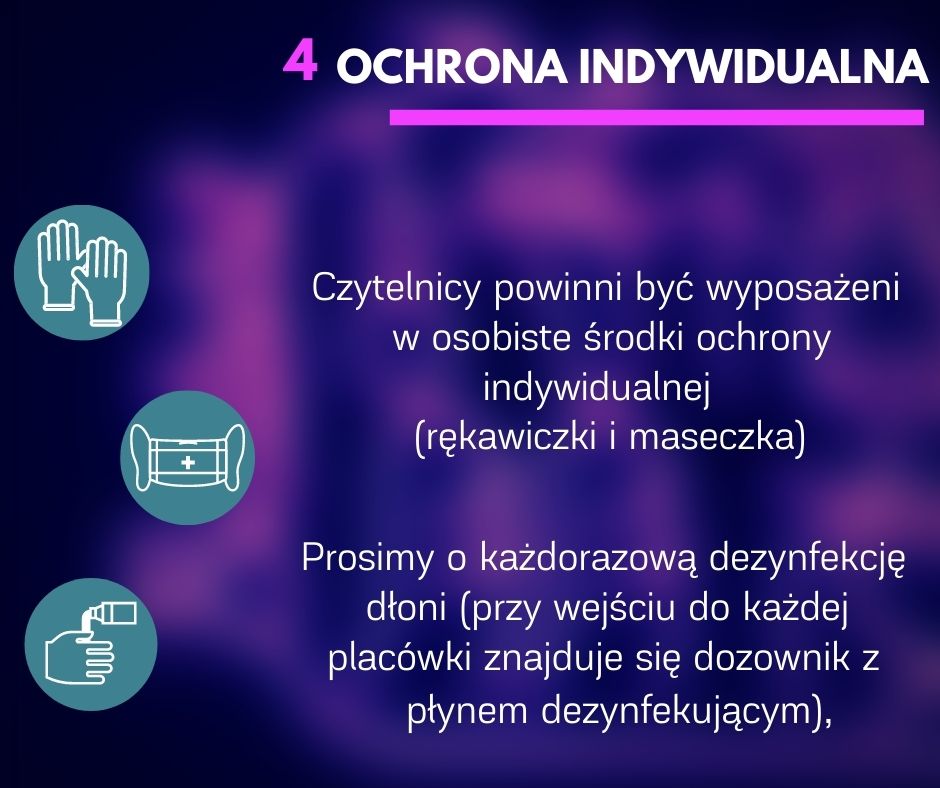 4 OCHRONA INDYWIDUALNA
Czytelnicy powinni być wyposażeni
w osobiste środki ochrony
indywidualnej
(rękawiczki i maseczka)
Prosimy o każdorazową dezynfekcję
dłoni (przy wejściu do każdej
placówki znajduje się dozownik z
płynem dezynfekującym),